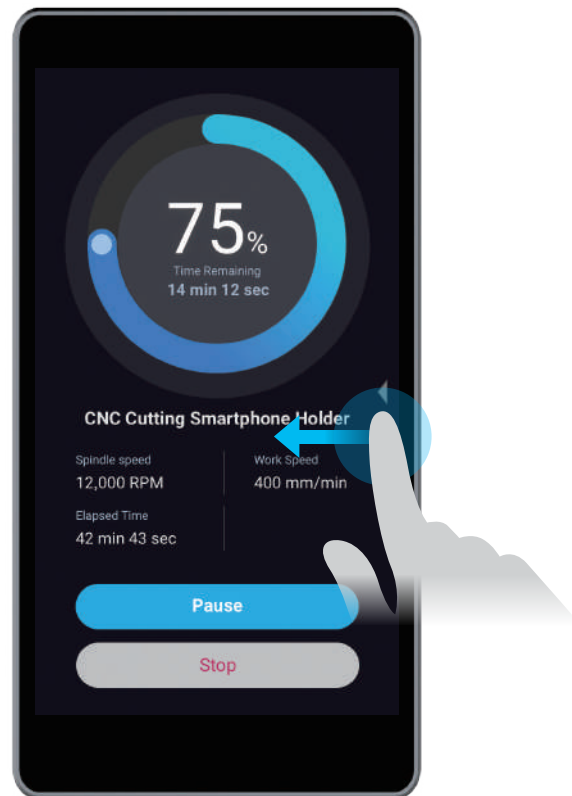 75%
Time Remaining
14 min 12 sec
CNC Cutting Smartphone Holder
Spindle speed
12,000 RPM
Work Speed
400 mm/min
Elapsed Time
42 min 43 sec
Pause
Stop